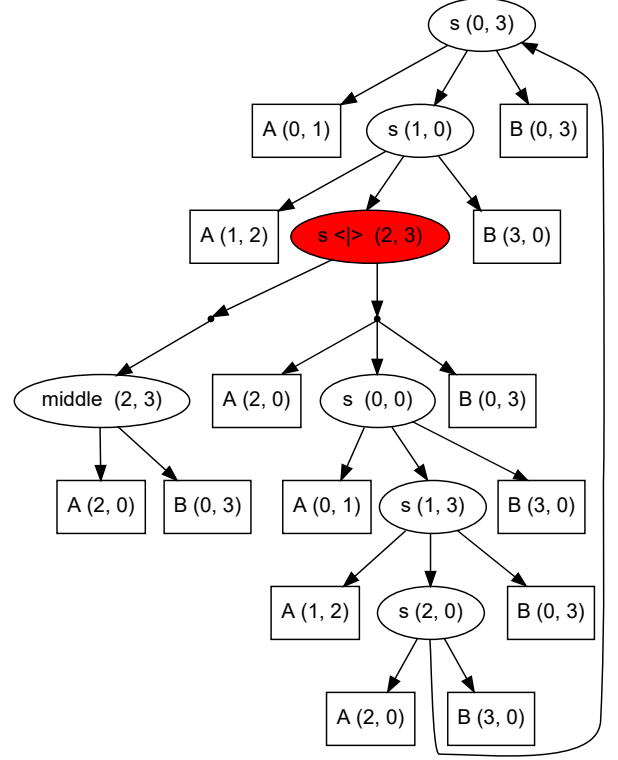 s (0, 3)
A (0, 1)
s (1, 0)
B (0, 3)
A (1, 2)
s <|> (2, 3)
B (3, 0)
middle (2, 3)
A (2, 0)
s (0, 0)
B (0, 3)
A (2, 0)
B (0, 3)
A (0, 1)
s (1, 3)
B (3, 0)
A (1, 2)
s (2, 0)
B (0, 3)
A (2, 0)
B (3, 0)